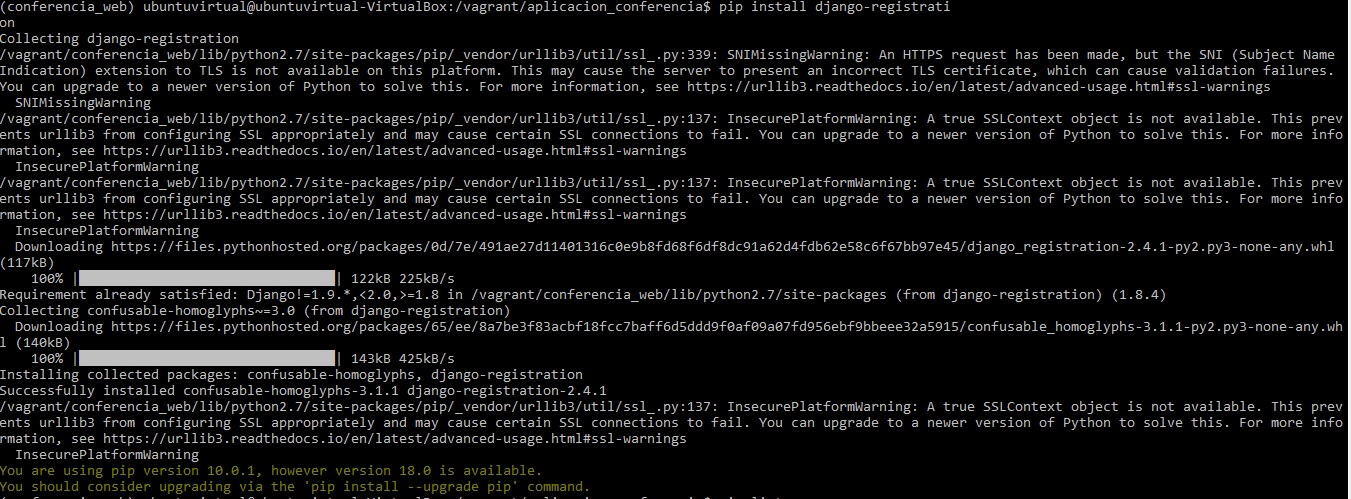 (conferencia_web) ubuntuvirtual@ubuntuvirtual-VirtualBox:/vagrant/aplicacion_conferencia$ pip install django-registrati
on
Collecting django-registration
/vagrant/conferencia_web/lib/python2.7/site-packages/pip/_vendor/urllib3/util/ssl_.py:339: SNIMissingWarning: An HTTPS request has been made, but the SNI (Subject Name
Indication) extension to TLS is not available on this platform. This may cause the server to present an incorrect TLS certificate, which can cause validation failures.
You can upgrade to a newer version of Python to solve this. For more information, see https://urllib3.readthedocs.io/en/latest/advanced-usage.html#ssl-warnings
  SNIMissingWarning
/vagrant/conferencia_web/lib/python2.7/site-packages/pip/_vendor/urllib3/util/ssl_.py:137: InsecurePlatformWarning: A true SSLContext object is not available. This prev
ents urllib3 from configuring SSL appropriately and may cause certain SSL connections to fail. You can upgrade to a newer version of Python to solve this. For more info
rmation, see https://urllib3.readthedocs.io/en/latest/advanced-usage.html#ssl-warnings
  InsecurePlatformWarning
/vagrant/conferencia_web/lib/python2.7/site-packages/pip/_vendor/urllib3/util/ssl_.py:137: InsecurePlatformWarning: A true SSLContext object is not available. This prev
ents urllib3 from configuring SSL appropriately and may cause certain SSL connections to fail. You can upgrade to a newer version of Python to solve this. For more info
rmation, see https://urllib3.readthedocs.io/en/latest/advanced-usage.html#ssl-warnings
  InsecurePlatformWarning
  Downloading https://files.pythonhosted.org/packages/0d/7e/491ae27d11401316c0e9b8fd68f6df8dc91a62d4fdb62e58c6f67bb97e45/django_registration-2.4.1-py2.py3-none-any.whl
(117kB)
    100% || 122kB 225kB/s
Requirement already satisfied: Django!=1.9.*,<2.0,>=1.8 in /vagrant/conferencia_web/lib/python2.7/site-packages (from django-registration) (1.8.4)
Collecting confusable-homoglyphs~=3.0 (from django-registration)
  Downloading https://files.pythonhosted.org/packages/65/ee/8a7be3f83acbf18fcc7baff6d5ddd9f0af09a07fd956ebf9bbeee32a5915/confusable_homoglyphs-3.1.1-py2.py3-none-any.wh
l (140kB)
    100% || 143kB 425kB/s
Installing collected packages: confusable-homoglyphs, django-registration
Successfully installed confusable-homoglyphs-3.1.1 django-registration-2.4.1
/vagrant/conferencia_web/lib/python2.7/site-packages/pip/_vendor/urllib3/util/ssl_.py:137: InsecurePlatformWarning: A true SSLContext object is not available. This prev
ents urllib3 from configuring SSL appropriately and may cause certain SSL connections to fail. You can upgrade to a newer version of Python to solve this. For more info
rmation, see https://urllib3.readthedocs.io/en/latest/advanced-usage.html#ssl-warnings
  InsecurePlatformWarning
You are using pip version 10.0.1, however version 18.0 is available.
You should consider upgrading via the 'pip install --upgrade pip' command.